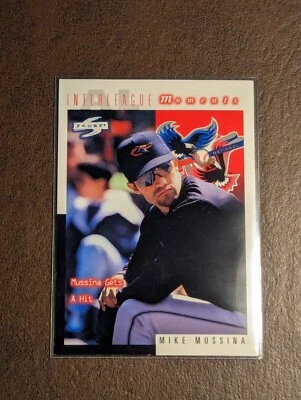 INTERLEAGUE Moments
SCORE
Mussina Gets
A Hit
MIKE MUSSINA